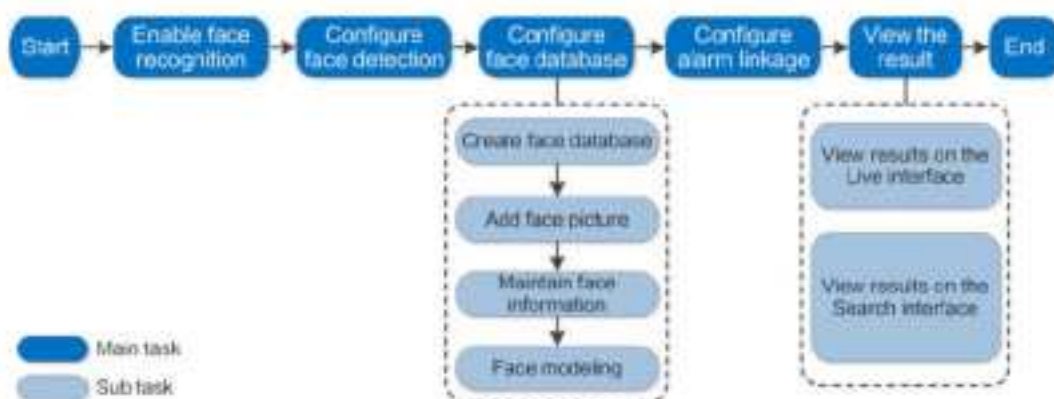 Start
Enable face
recognition
Configure
face detection
Configure
face database
Configure
alarm linkage
View the
result
End
Create face database
Add face picture
Maintain face
information
Face modeling
View results on the
Live interface
View results on the
Search interface
Main task
Sub task